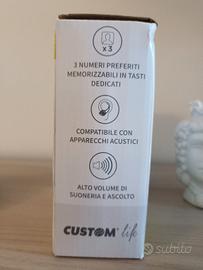 x 3
3 NUMERI PREFERITI
MEMORIZZABILI IN TASTI
DEDICATI
COMPATIBILE CON
APPARECCHI ACUSTICI
ALTO VOLUME DI
SUONERIA E ASCOLTO
CUSTOM life
subito